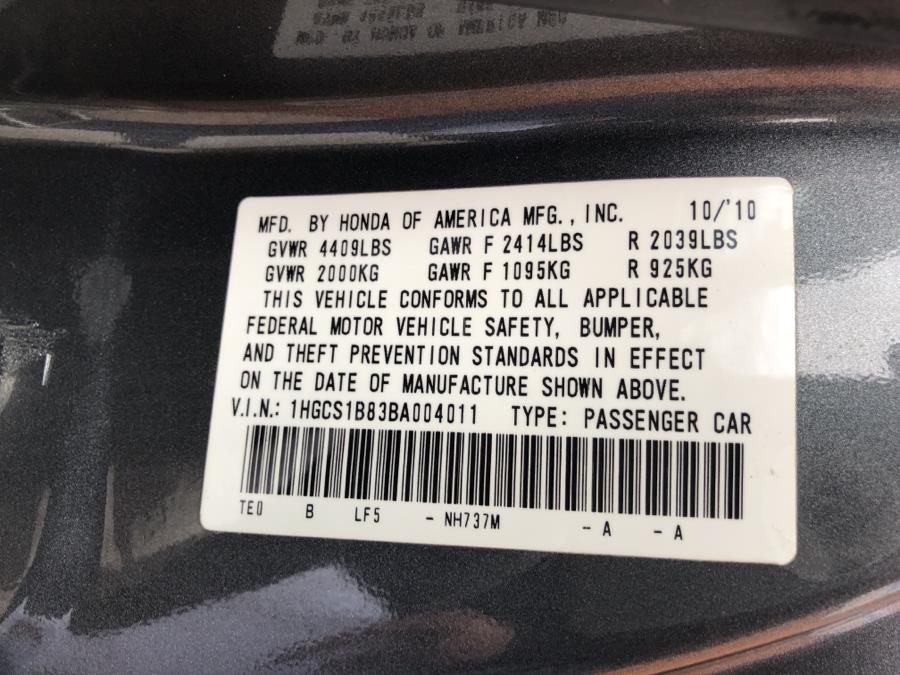 MFD. BY HONDA OF AMERICA MFG., INC. 10/'10
GVWR 4409LBS GAWR F 2414LBS R 2039LBS
GVWR 2000KG GAWR F 1095KG R 925KG
THIS VEHICLE CONFORMS TO ALL APPLICABLE
FEDERAL MOTOR VEHICLE SAFETY, BUMPER,
AND THEFT PREVENTION STANDARDS IN EFFECT
ON THE DATE OF MANUFACTURE SHOWN ABOVE.
V.I.N.: 1HGCS1B83BA004011 TYPE: PASSENGER CAR
TE0 B LF5 - NH737M - A - A